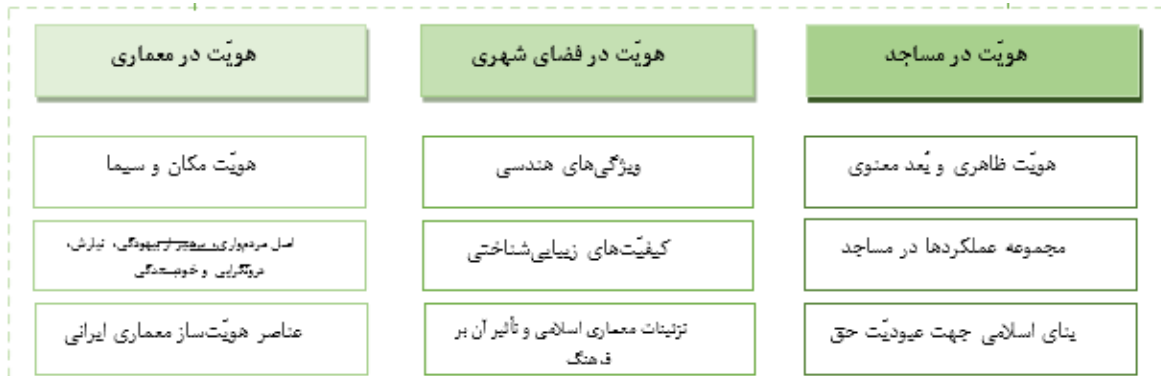 هویّت در مساجد
هویّت در فضای شهری
هویّت در معماری
هویّت ظاهری و بُعد معنوی
ویژگی‌های هندسی
هویّت مکان و سیما
مجموعه عملکردها در مساجد
کیفیّت‌های زیبایی‌شناختی
اصل مردم‌واری، پرهیز از بیهودگی، نیارش،
درونگرایی و خودبسندگی
بنای اسلامی جهت عبودیّت حق
تزئینات معماری اسلامی و تأثیر آن بر
فرهنگ
عناصر هویّت‌ساز معماری ایرانی